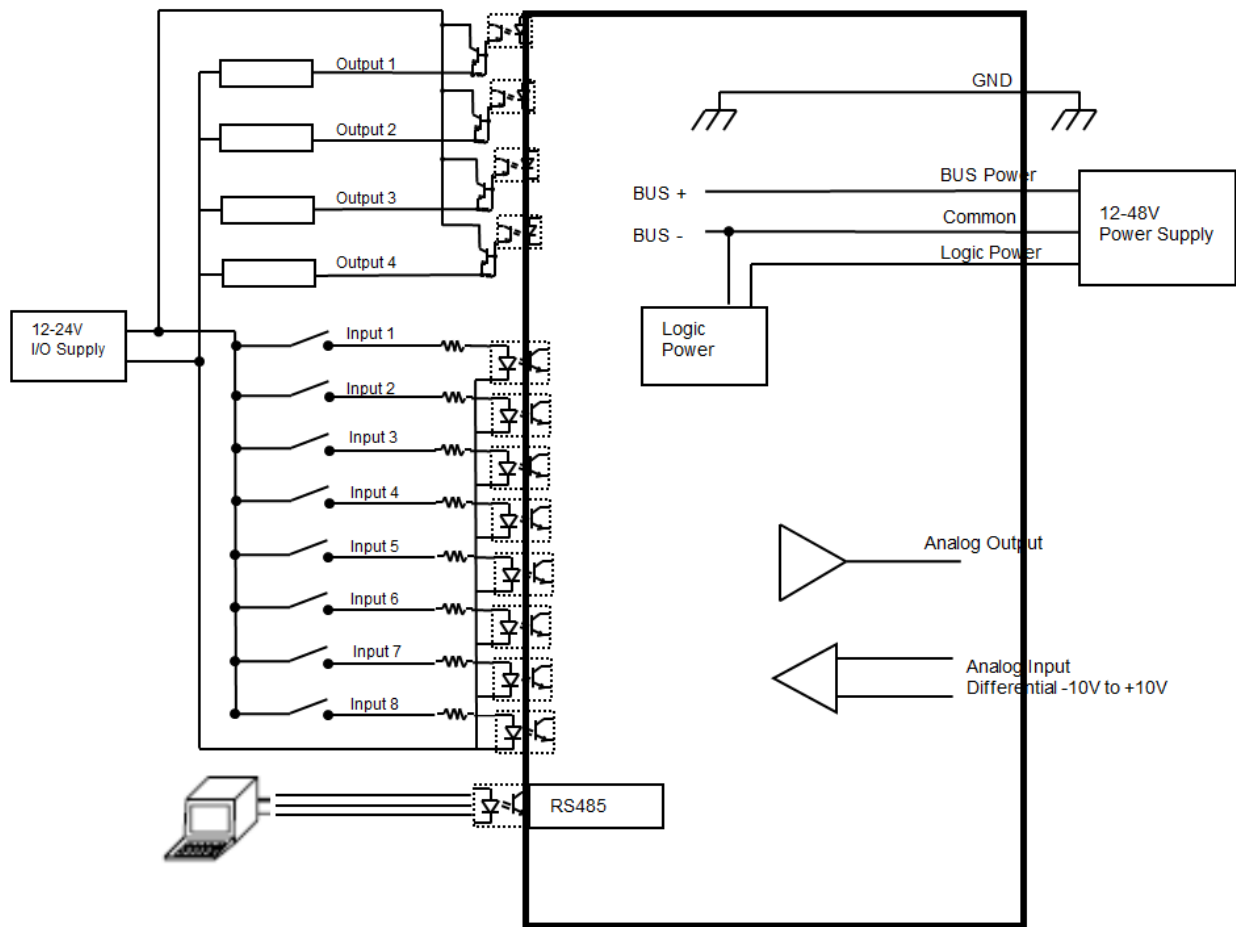 Output 1
Output 2
Output 3
Output 4
12-24V
I/O Supply
Input 1
Input 2
Input 3
Input 4
Input 5
Input 6
Input 7
Input 8
RS485
GND
BUS Power
BUS +
Common
BUS -
Logic Power
12-48V
Power Supply
Logic
Power
Analog Output
Analog Input
Differential -10V to +10V